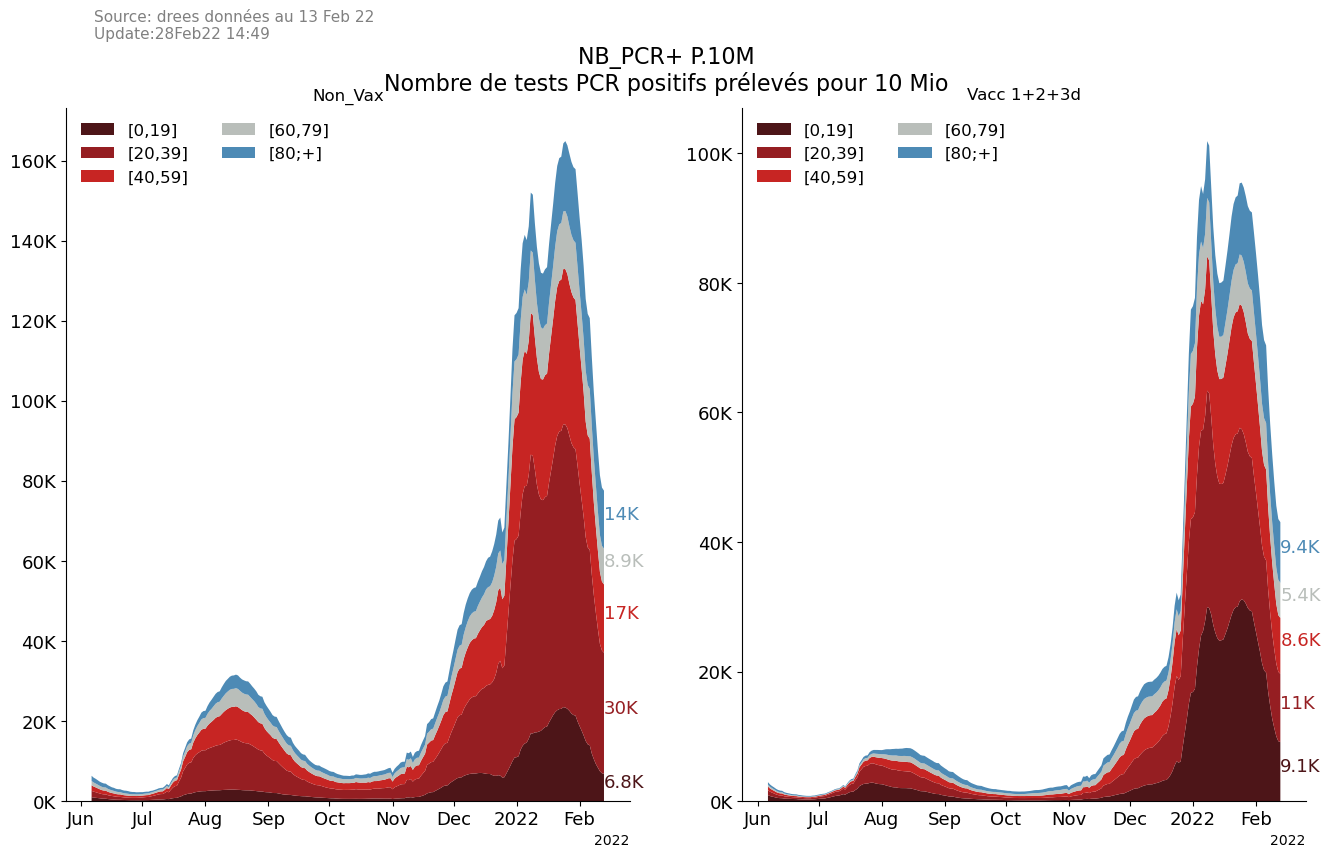 Source: drees données au 13 Feb 22
Update:28Feb22 14:49
NB_PCR+ P.10M
Nombre de tests PCR positifs prélevés pour 10 Mio
Non_Vax
[0,19]
[20,39]
[40,59]
[60,79]
[80;+]
160K
140K
120K
100K
80K
60K
40K
20K
0K
14K
8.9K
17K
30K
6.8K
Jun Jul Aug Sep Oct Nov Dec 2022 Feb
2022
Vacc 1+2+3d
[0,19]
[20,39]
[40,59]
[60,79]
[80;+]
100K
80K
60K
40K
20K
0K
9.4K
5.4K
8.6K
11K
9.1K
Jun Jul Aug Sep Oct Nov Dec 2022 Feb
2022